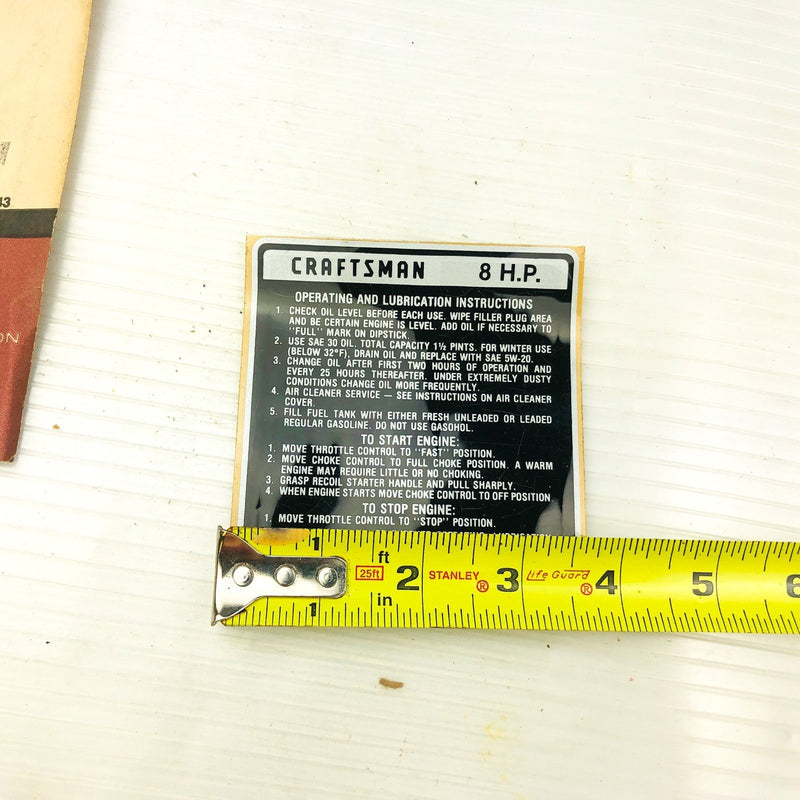 43
ON
CRAFTSMAN 8 H.P.
OPERATING AND LUBRICATION INSTRUCTIONS
1. CHECK OIL LEVEL BEFORE EACH USE. WIPE FILLER PLUG AREA
AND BE CERTAIN ENGINE IS LEVEL. ADD OIL IF NECESSARY TO
"FULL" MARK ON DIPSTICK.
2. USE SAE 30 OIL. TOTAL CAPACITY 1½ PINTS. FOR WINTER USE
(BELOW 32°F), DRAIN OIL AND REPLACE WITH SAE 5W-20.
3. CHANGE OIL AFTER FIRST TWO HOURS OF OPERATION AND
EVERY 25 HOURS THEREAFTER. UNDER EXTREMELY DUSTY
CONDITIONS CHANGE OIL MORE FREQUENTLY.
4. AIR CLEANER SERVICE — SEE INSTRUCTIONS ON AIR CLEANER
COVER.
5. FILL FUEL TANK WITH EITHER FRESH UNLEADED OR LEADED
REGULAR GASOLINE. DO NOT USE GASOHOL.
TO START ENGINE:
1. MOVE THROTTLE CONTROL TO "FAST" POSITION.
2. MOVE CHOKE CONTROL TO FULL CHOKE POSITION. A WARM
ENGINE MAY REQUIRE LITTLE OR NO CHOKING.
3. GRASP RECOIL STARTER HANDLE AND PULL SHARPLY.
4. WHEN ENGINE STARTS MOVE CHOKE CONTROL TO OFF POSITION
TO STOP ENGINE:
1. MOVE THROTTLE CONTROL TO "STOP" POSITION.
1 ft
25ft 2 STANLEY® 3 Life Guard® 4 5 6
1 in